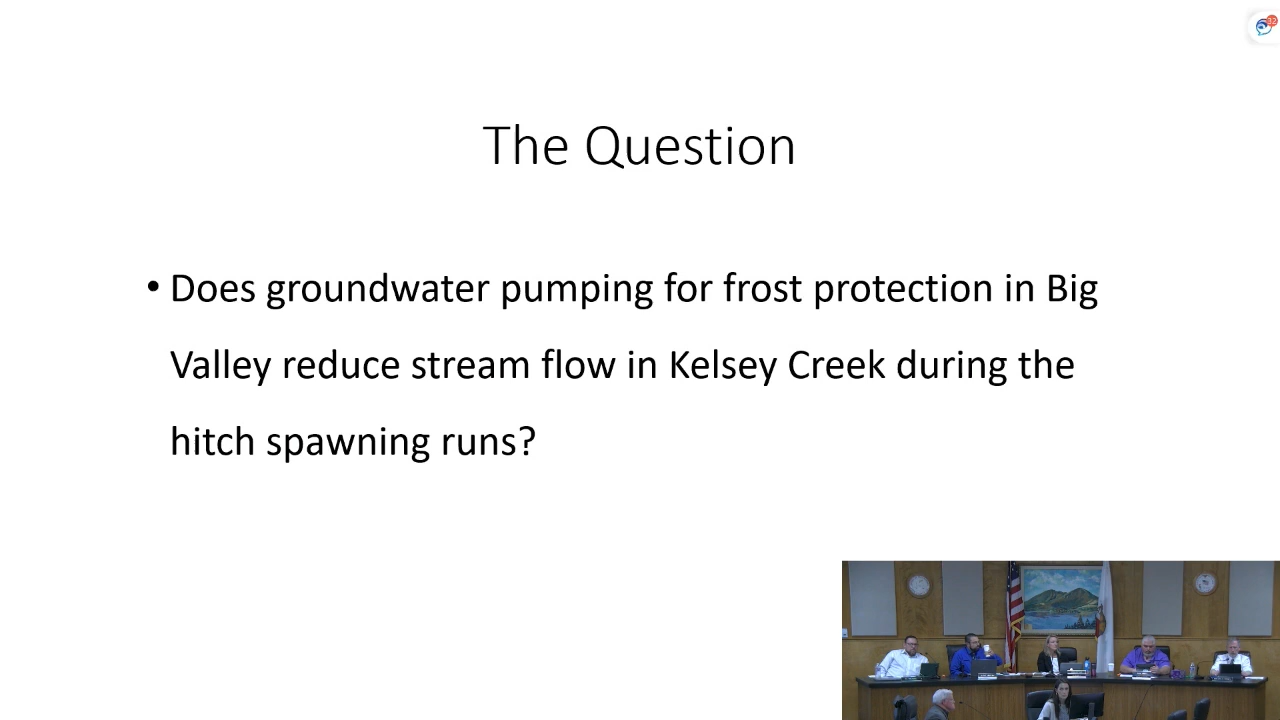 The Question
• Does groundwater pumping for frost protection in Big
Valley reduce stream flow in Kelsey Creek during the
hitch spawning runs?